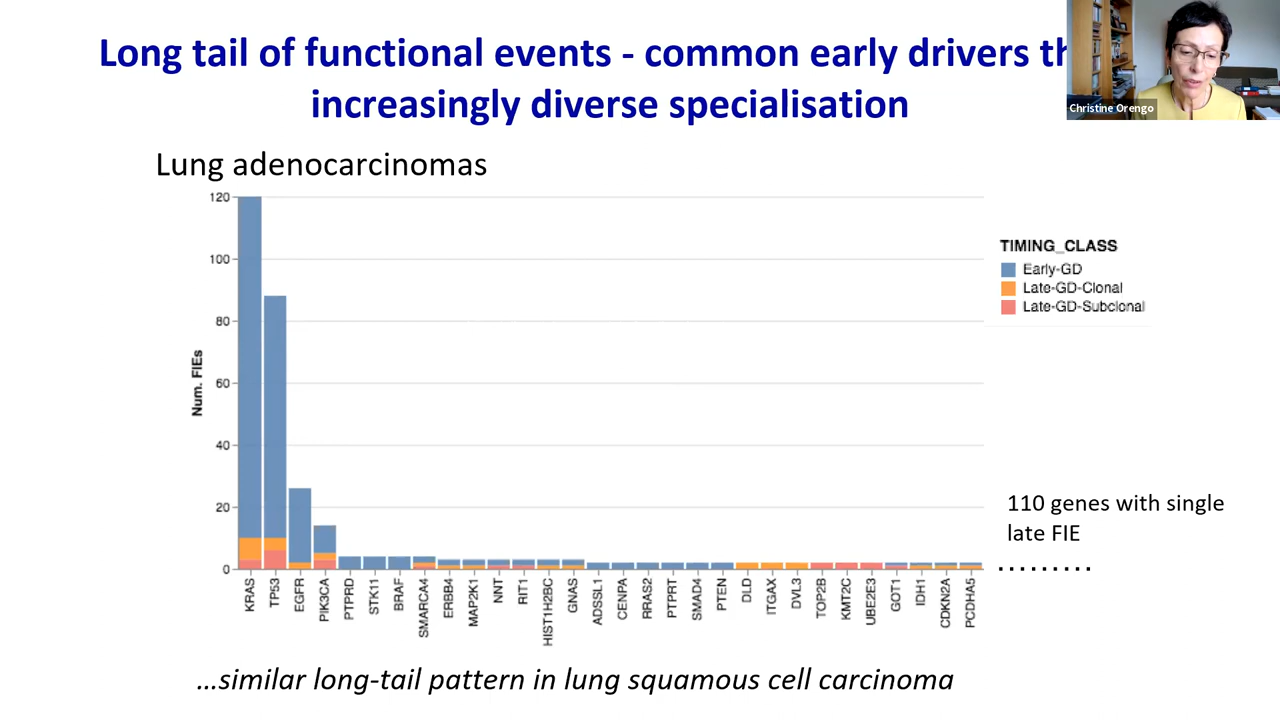 Long tail of functional events - common early drivers
increasingly diverse specialisation
Christine Orengo
Lung adenocarcinomas
120
100
80
60
40
20
0
Num. FIEs
TIMING_CLASS
Early-GD
Late-GD-Clonal
Late-GD-Subclonal
110 genes with single
late FIE
.........
KRAS
TP53
EGFR
PIK3CA
PTPRD
STK11
BRAF
SMARCA4
ERBB4
MAP2K1
NNT
RIT1
HIST1H2BC
GNAS
ADSSL1
CENPA
RRAS2
PTPRT
SMAD4
PTEN
DLD
ITGAX
DVL3
TOP2B
KMT2C
UBE2E3
GOT1
IDH1
CDKN2A
PCDHA5
...similar long-tail pattern in lung squamous cell carcinoma